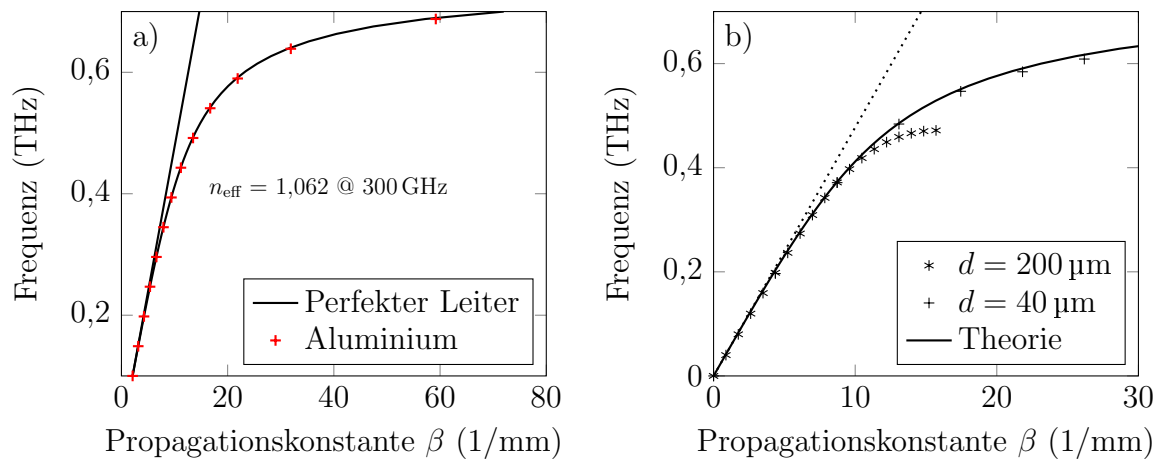 a)
0,6
0,4
0,2
Frequenz (THz)
n_eff = 1,062 @ 300 GHz
Perfekter Leiter
Aluminium
0 20 40 60 80
Propagationskonstante β (1/mm)
b)
0,6
0,4
0,2
0
Frequenz (THz)
d = 200 µm
d = 40 µm
Theorie
0 10 20 30
Propagationskonstante β (1/mm)